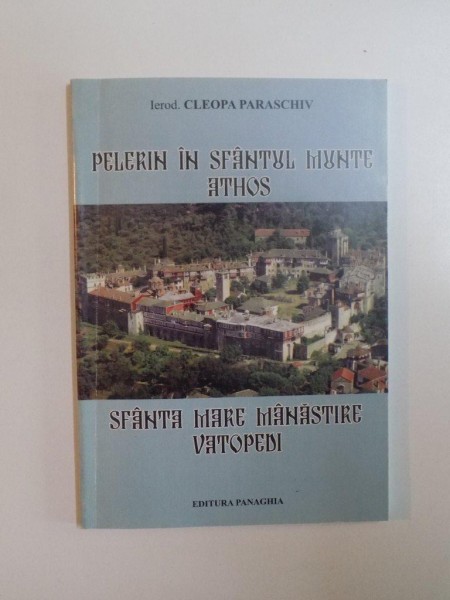 Ierod. CLEOPA PARASCHIV
PELERIN ÎN SFÂNTUL MUNTE
ATHOS
SFÂNTA MARE MÂNĂSTIRE
VATOPEDI
EDITURA PANAGHIA